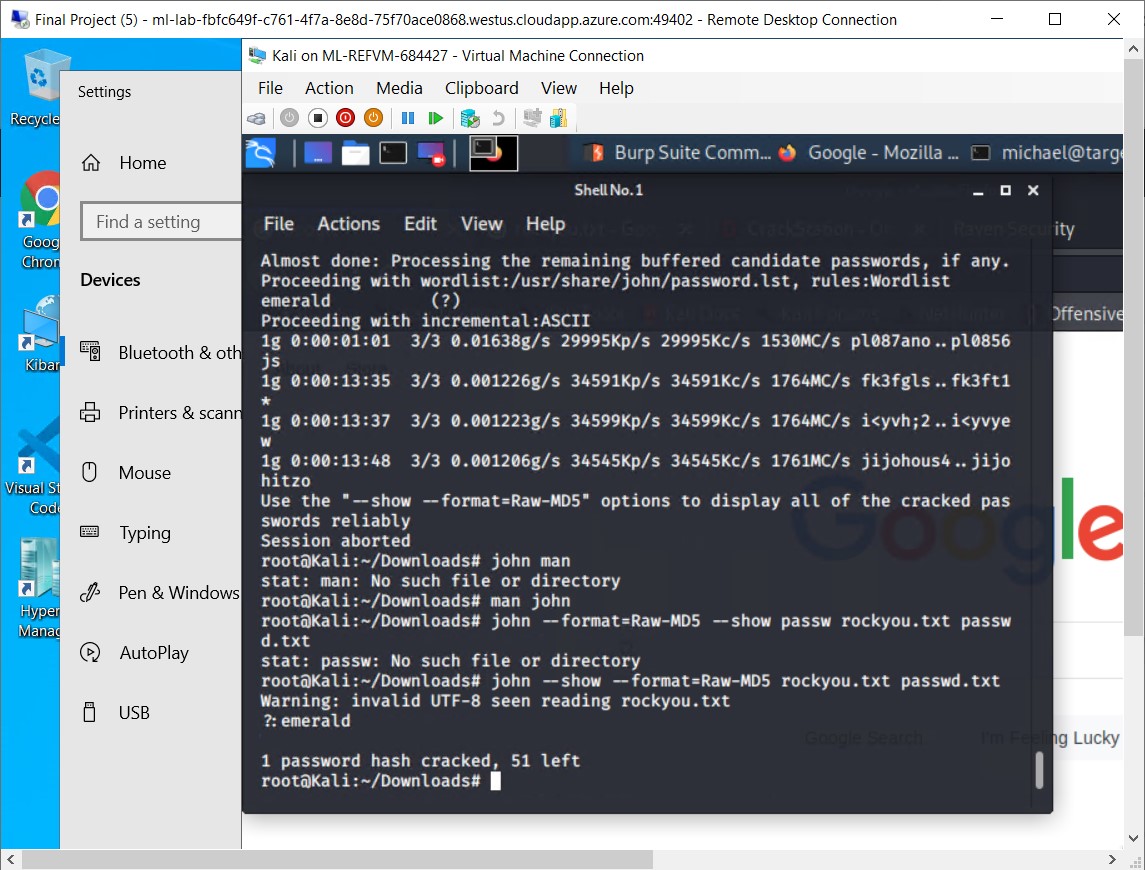 Final Project (5) - ml-lab-fbfc649f-c761-4f7a-8e8d-75f70ace0868.westus.cloudapp.azure.com:49402 - Remote Desktop Connection
Kali on ML-REFVM-684427 - Virtual Machine Connection
File Action Media Clipboard View Help
Burp Suite Comm... Google - Mozilla ... michael@targe
Recycle
Goog
Chron
Kibar
Visual St
Code
Hyper
Manag
Settings
Home
Find a setting
Devices
Bluetooth & oth
Printers & scann
Mouse
Typing
Pen & Windows
AutoPlay
USB
Shell No.1
File Actions Edit View Help
Almost done: Processing the remaining buffered candidate passwords, if any.
Proceeding with wordlist:/usr/share/john/password.lst, rules:Wordlist
emerald (?)
Proceeding with incremental:ASCII
1g 0:00:01:01 3/3 0.01638g/s 29995Kp/s 29995Kc/s 1530MC/s pl087ano..pl0856
js
1g 0:00:13:35 3/3 0.001226g/s 34591Kp/s 34591Kc/s 1764MC/s fk3fgls..fk3ft1
*
1g 0:00:13:37 3/3 0.001223g/s 34599Kp/s 34599Kc/s 1764MC/s i<yvh;2..i<yvye
w
1g 0:00:13:48 3/3 0.001206g/s 34545Kp/s 34545Kc/s 1761MC/s jijohous4..jijo
hitzo
Use the "--show --format=Raw-MD5" options to display all of the cracked pas
swords reliably
Session aborted
root@Kali:~/Downloads# john man
stat: man: No such file or directory
root@Kali:~/Downloads# man john
root@Kali:~/Downloads# john --format=Raw-MD5 --show passw rockyou.txt passw
d.txt
stat: passw: No such file or directory
root@Kali:~/Downloads# john --show --format=Raw-MD5 rockyou.txt passwd.txt
Warning: invalid UTF-8 seen reading rockyou.txt
?:emerald
1 password hash cracked, 51 left
root@Kali:~/Downloads#
Raven Security
Offensive
Google
Google Search
I'm Feeling Lucky